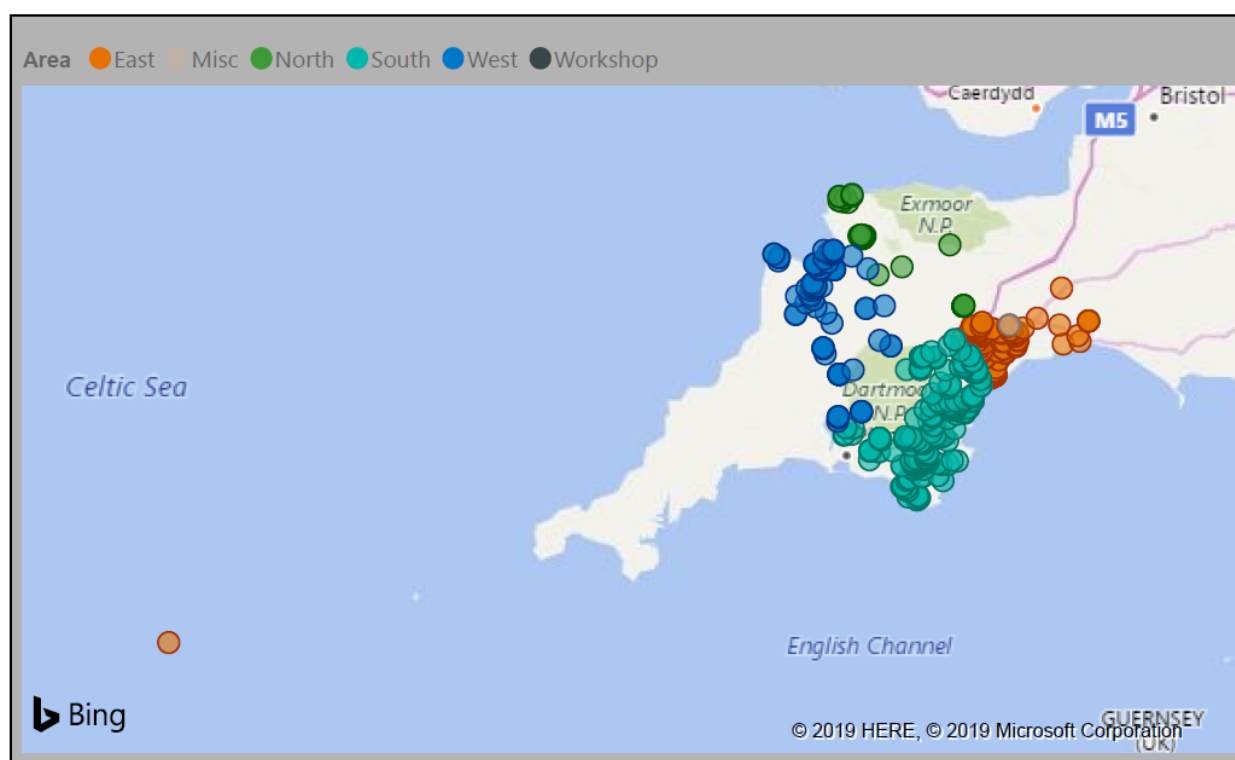 Area East Misc North South West Workshop
Caerdydd
Bristol
M5
Exmoor
N.P.
Celtic Sea
Dartmoo
N.P.
English Channel
Bing
GUERNSEY
(UK)
© 2019 HERE, © 2019 Microsoft Corporation